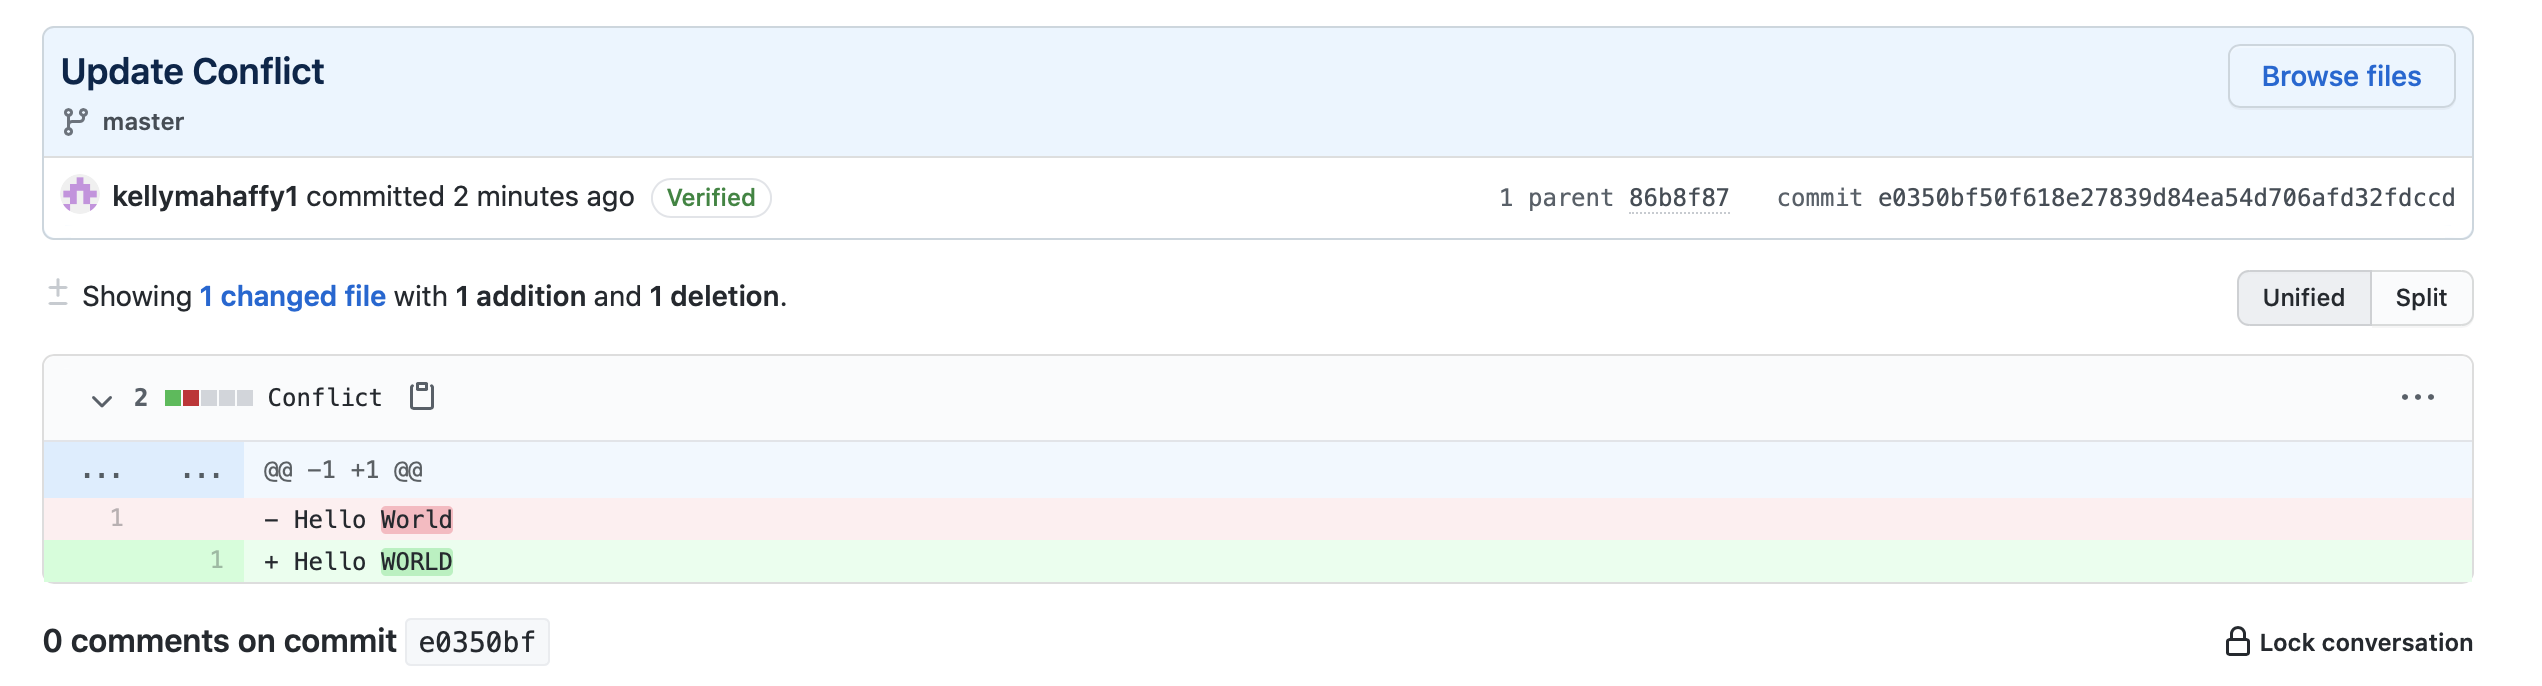 Update Conflict
Browse files
master
kellymahaffy1 committed 2 minutes ago Verified
1 parent 86b8f87 commit e0350bf50f618e27839d84ea54d706afd32fdccd
Showing 1 changed file with 1 addition and 1 deletion.
Unified Split
2 Conflict
... ... @@ -1 +1 @@
1 - Hello World
1 + Hello WORLD
0 comments on commit e0350bf
Lock conversation